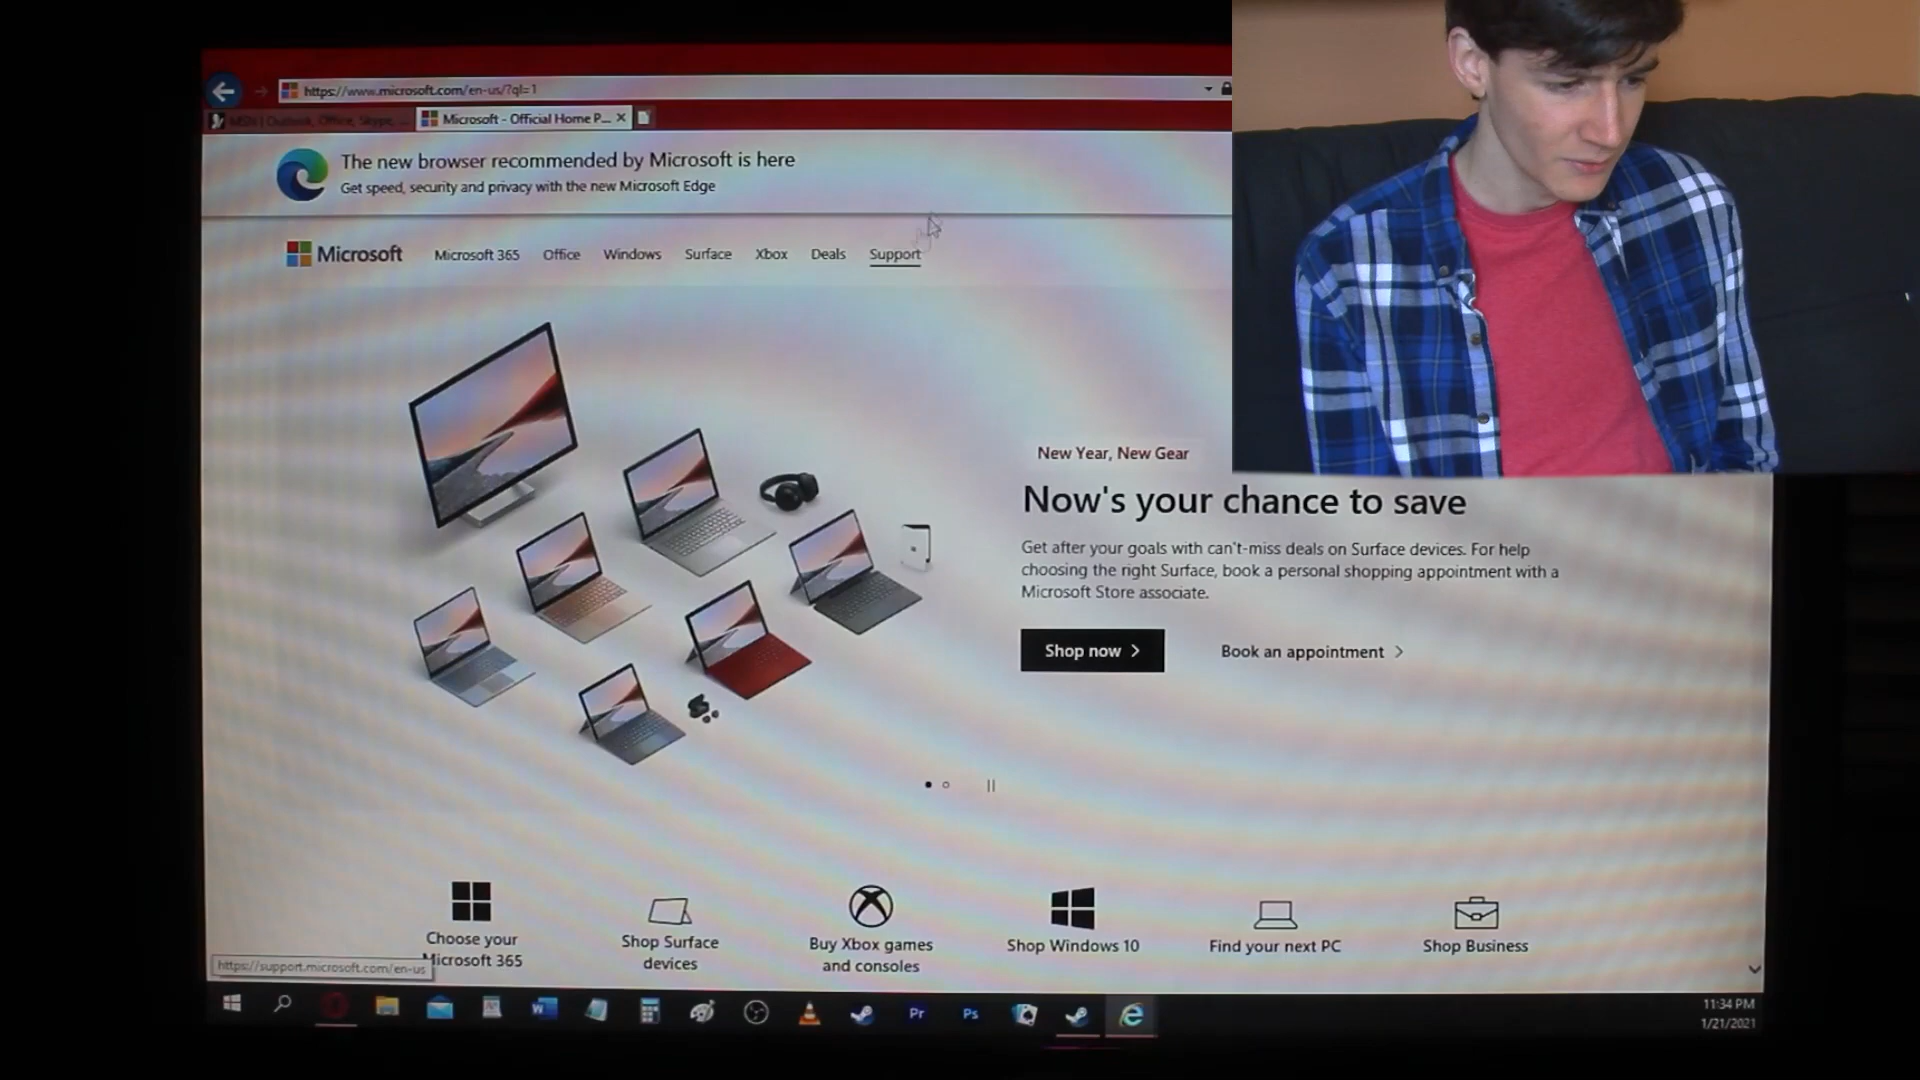 https://www.microsoft.com/en-us/?ql=1
MSN | Outlook, Office, Skype, ...
Microsoft - Official Home P...
The new browser recommended by Microsoft is here
Get speed, security and privacy with the new Microsoft Edge
Microsoft
Microsoft 365
Office
Windows
Surface
Xbox
Deals
Support
New Year, New Gear
Now's your chance to save
Get after your goals with can't-miss deals on Surface devices. For help
choosing the right Surface, book a personal shopping appointment with a
Microsoft Store associate.
Shop now
Book an appointment
Choose your
Microsoft 365
Shop Surface
devices
Buy Xbox games
and consoles
Shop Windows 10
Find your next PC
Shop Business
https://support.microsoft.com/en-us
Pr
Ps
11:34 PM
1/21/2021